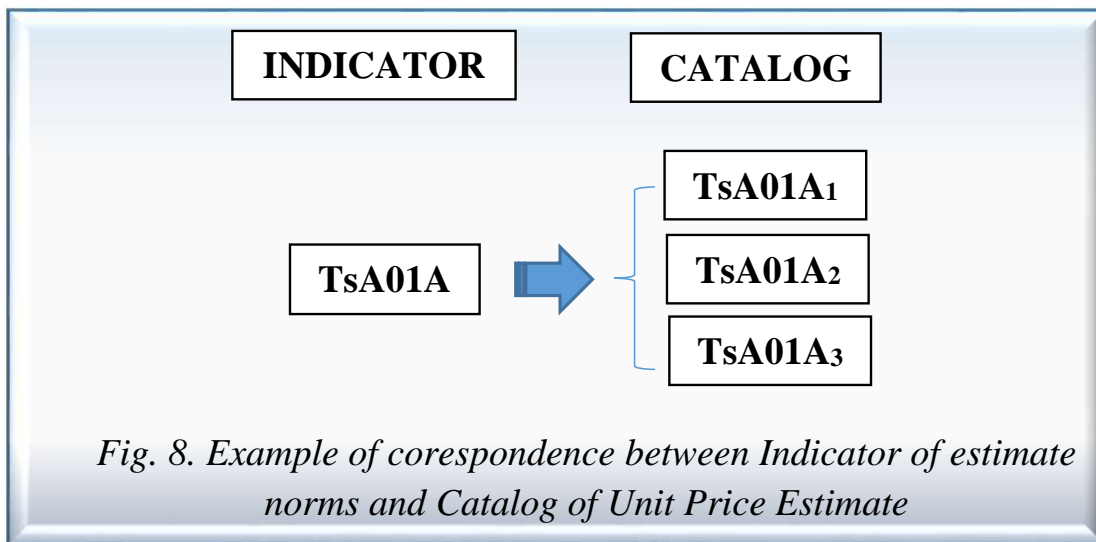 INDICATOR CATALOG
TsA01A₁
TsA01A TsA01A₂
TsA01A₃
Fig. 8. Example of corespondence between Indicator of estimate
norms and Catalog of Unit Price Estimate